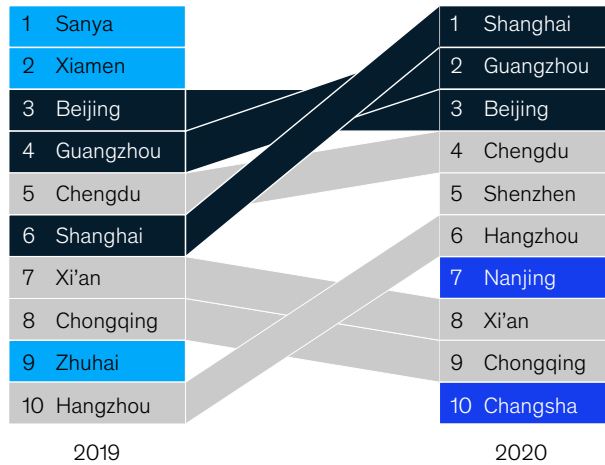 1 Sanya
2 Xiamen
3 Beijing
4 Guangzhou
5 Chengdu
6 Shanghai
7 Xi’an
8 Chongqing
9 Zhuhai
10 Hangzhou
2019
1 Shanghai
2 Guangzhou
3 Beijing
4 Chengdu
5 Shenzhen
6 Hangzhou
7 Nanjing
8 Xi’an
9 Chongqing
10 Changsha
2020